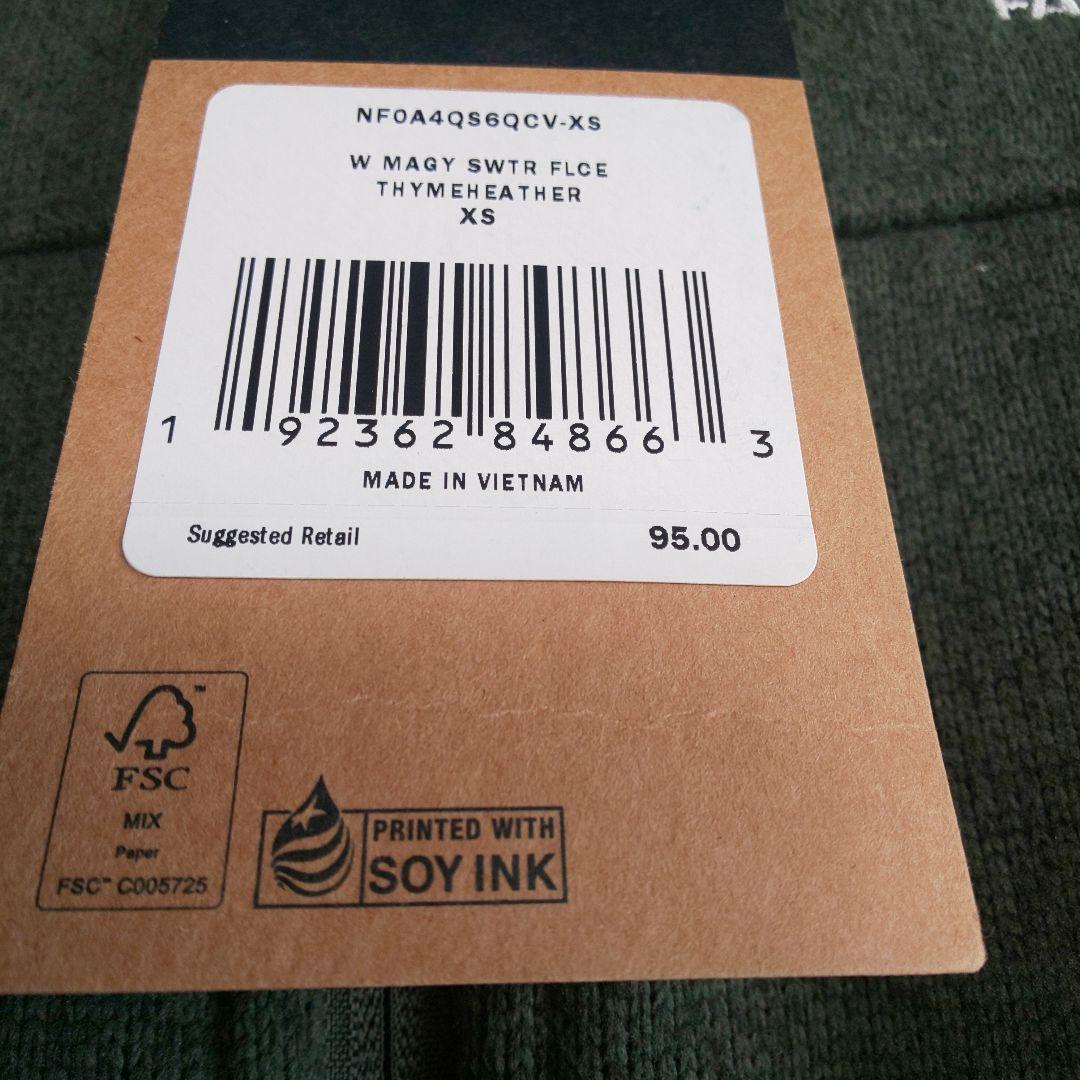 NF0A4QS6QCV-XS
W MAGY SWTR FLCE
THYMEHEATHER
XS
1 92362 84866 3
MADE IN VIETNAM
Suggested Retail 95.00
FSC
MIX
Paper
FSC™ C005725
PRINTED WITH
SOY INK